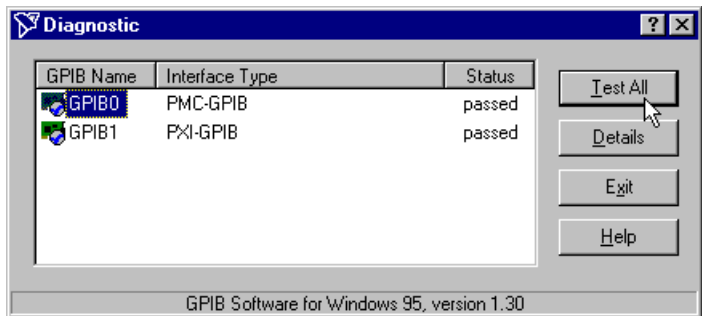 Diagnostic
GPIB Name Interface Type Status
GPIB0 PMC-GPIB passed
GPIB1 PXI-GPIB passed
Test All
Details
Exit
Help
GPIB Software for Windows 95, version 1.30